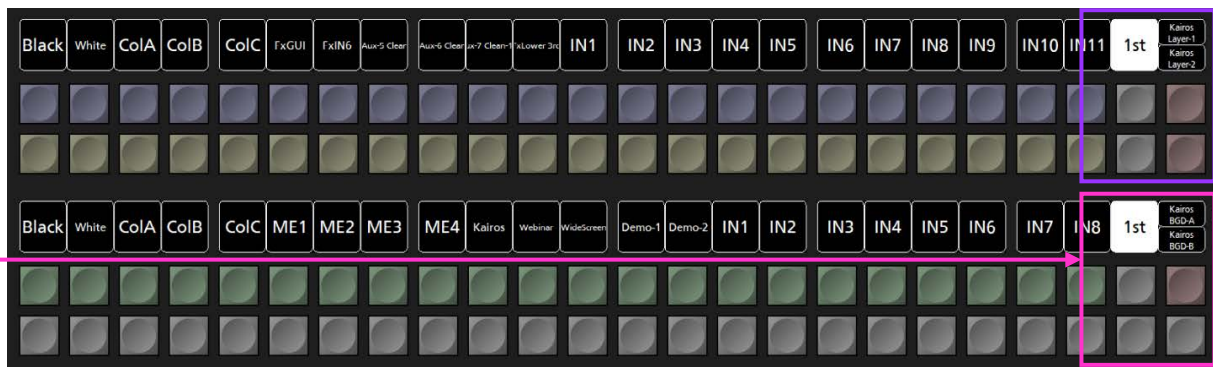 Black White ColA ColB ColC FxGUI FxIN6 Aux-5 Clear Aux-6 Clear ux-7 Clean-1 FxLower 3rd IN1 IN2 IN3 IN4 IN5 IN6 IN7 IN8 IN9 IN10 IN11 1st Kairos
Layer-1
Kairos
Layer-2
Black White ColA ColB ColC ME1 ME2 ME3 ME4 Kairos Webinar WideScreen Demo-1 Demo-2 IN1 IN2 IN3 IN4 IN5 IN6 IN7 IN8 1st Kairos
BGD-A
Kairos
BGD-B